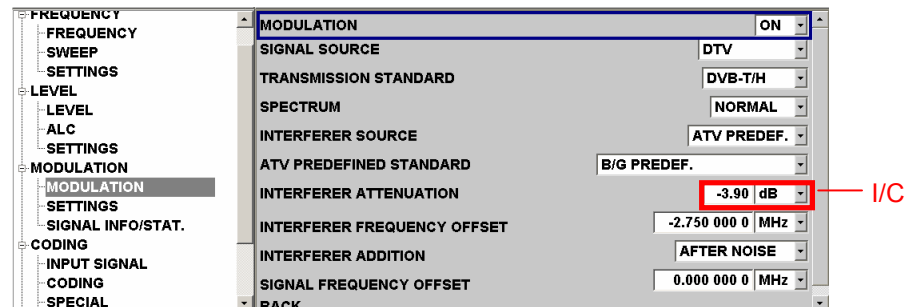 FREQUENCY
FREQUENCY
SWEEP
SETTINGS
LEVEL
LEVEL
ALC
SETTINGS
MODULATION
MODULATION
SETTINGS
SIGNAL INFO/STAT.
CODING
INPUT SIGNAL
CODING
SPECIAL
MODULATION ON
SIGNAL SOURCE DTV
TRANSMISSION STANDARD DVB-T/H
SPECTRUM NORMAL
INTERFERER SOURCE ATV PREDEF.
ATV PREDEFINED STANDARD B/G PREDEF.
INTERFERER ATTENUATION -3.90 dB
INTERFERER FREQUENCY OFFSET -2.750 000 0 MHz
INTERFERER ADDITION AFTER NOISE
SIGNAL FREQUENCY OFFSET 0.000 000 0 MHz
BACK
I/C